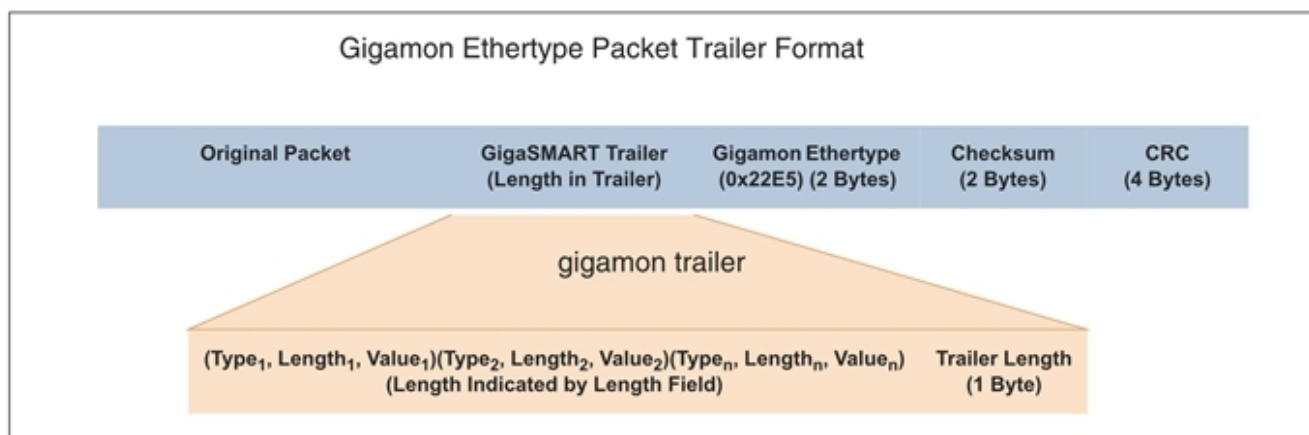 Gigamon Ethertype Packet Trailer Format
Original Packet
GigaSMART Trailer
(Length in Trailer)
Gigamon Ethertype
(0x22E5) (2 Bytes)
Checksum
(2 Bytes)
CRC
(4 Bytes)
gigamon trailer
(Type₁, Length₁, Value₁)(Type₂, Length₂, Value₂)(Typeₙ, Lengthₙ, Valueₙ)
(Length Indicated by Length Field)
Trailer Length
(1 Byte)